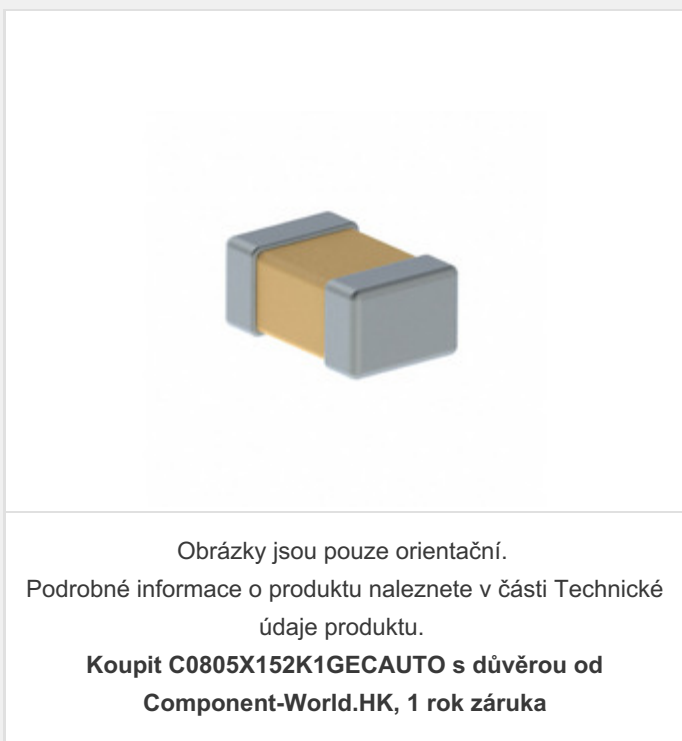 Obrázky jsou pouze orientační.
Podrobné informace o produktu naleznete v části Technické
údaje produktu.
Koupit C0805X152K1GECAUTO s důvěrou od
Component-World.HK, 1 rok záruka